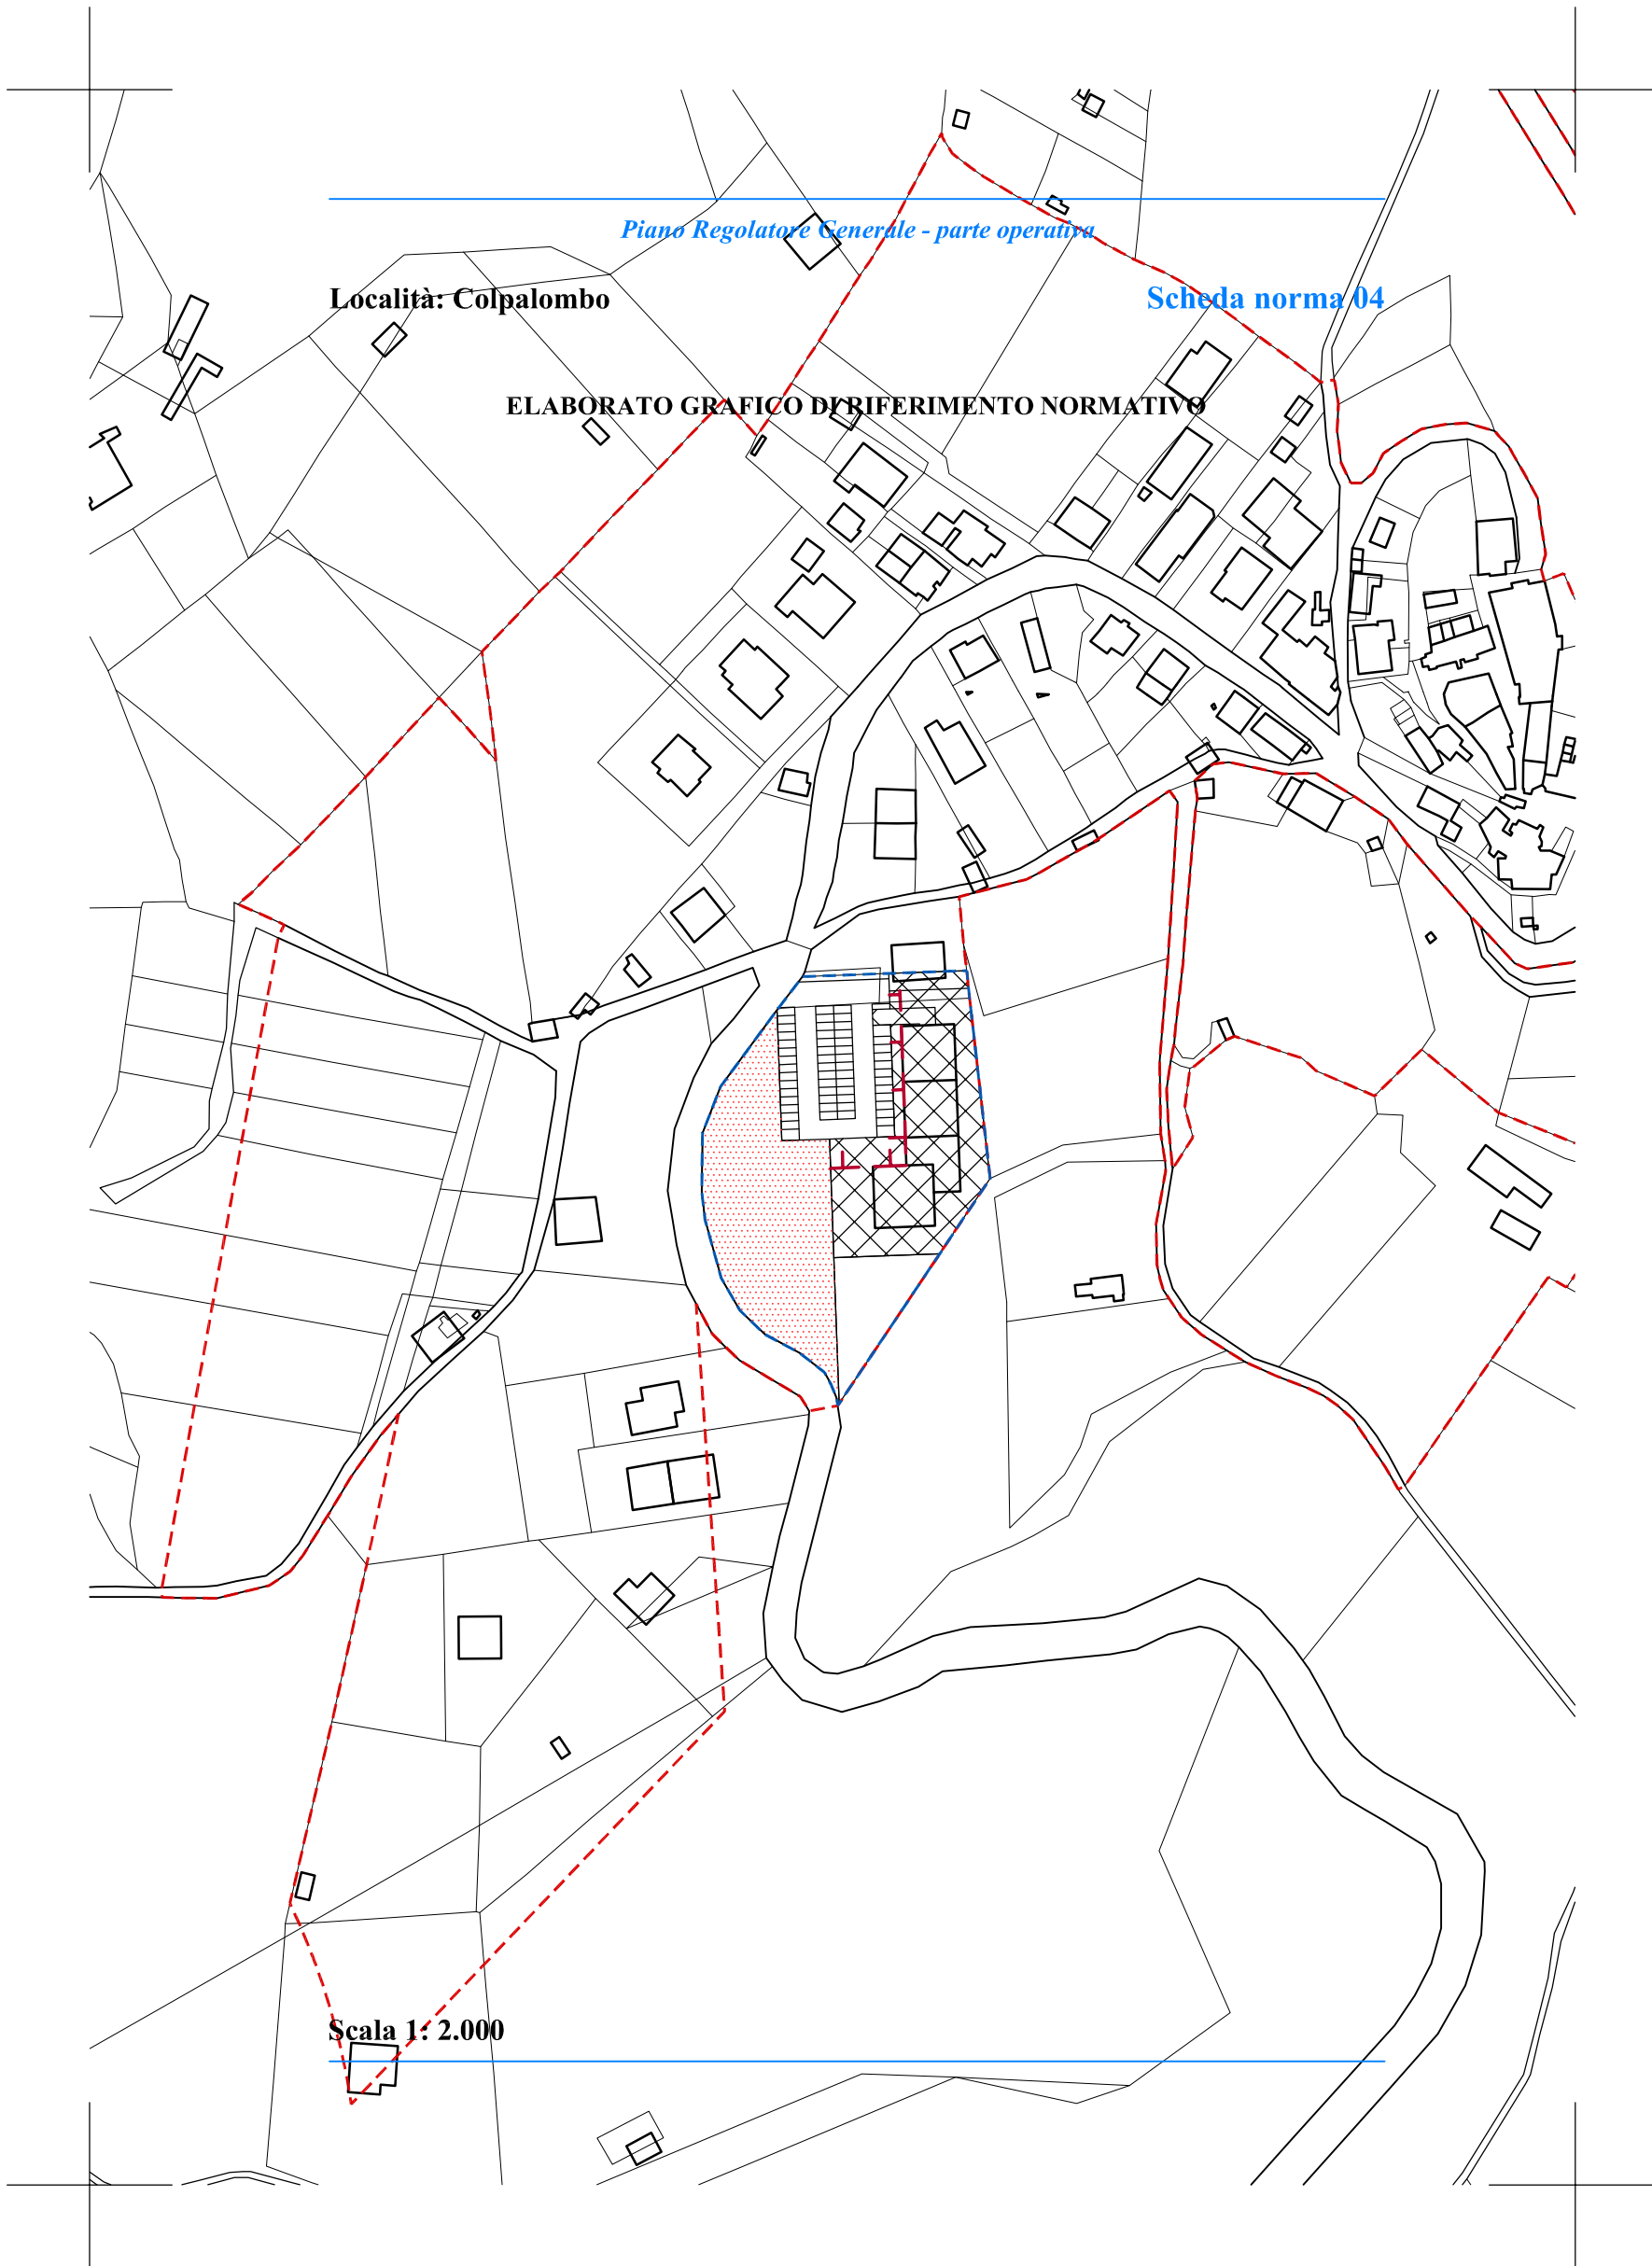 Piano Regolatore Generale - parte operativa
Località: Colpalombo
Scheda norma 04
ELABORATO GRAFICO DI RIFERIMENTO NORMATIVO
Scala 1: 2.000